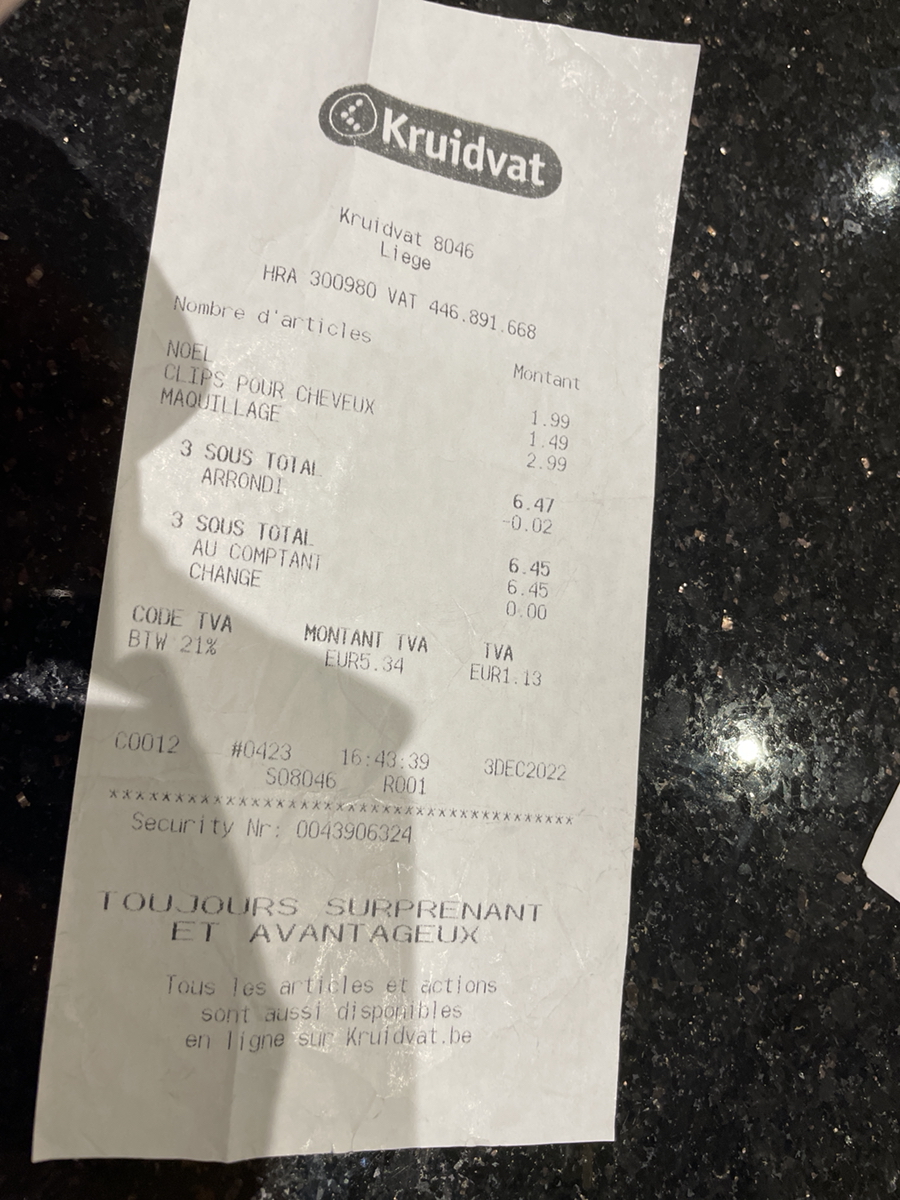 Kruidvat
Kruidvat 8046
Liege
HRA 300980 VAT 446.891.668
Nombre d'articles Montant
NOEL 1.99
CLIPS POUR CHEVEUX 1.49
MAQUILLAGE 2.99
3 SOUS TOTAL 6.47
ARRONDI -0.02
3 SOUS TOTAL 6.45
AU COMPTANT 6.45
CHANGE 0.00
CODE TVA MONTANT TVA TVA
BTW 21% EUR5.34 EUR1.13
C0012 #0423 16:43:39 3DEC2022
S08046 R001
************************************
Security Nr: 0043906324
TOUJOURS SURPRENANT
ET AVANTAGEUX
Tous les articles et actions
sont aussi disponibles
en ligne sur Kruidvat.be